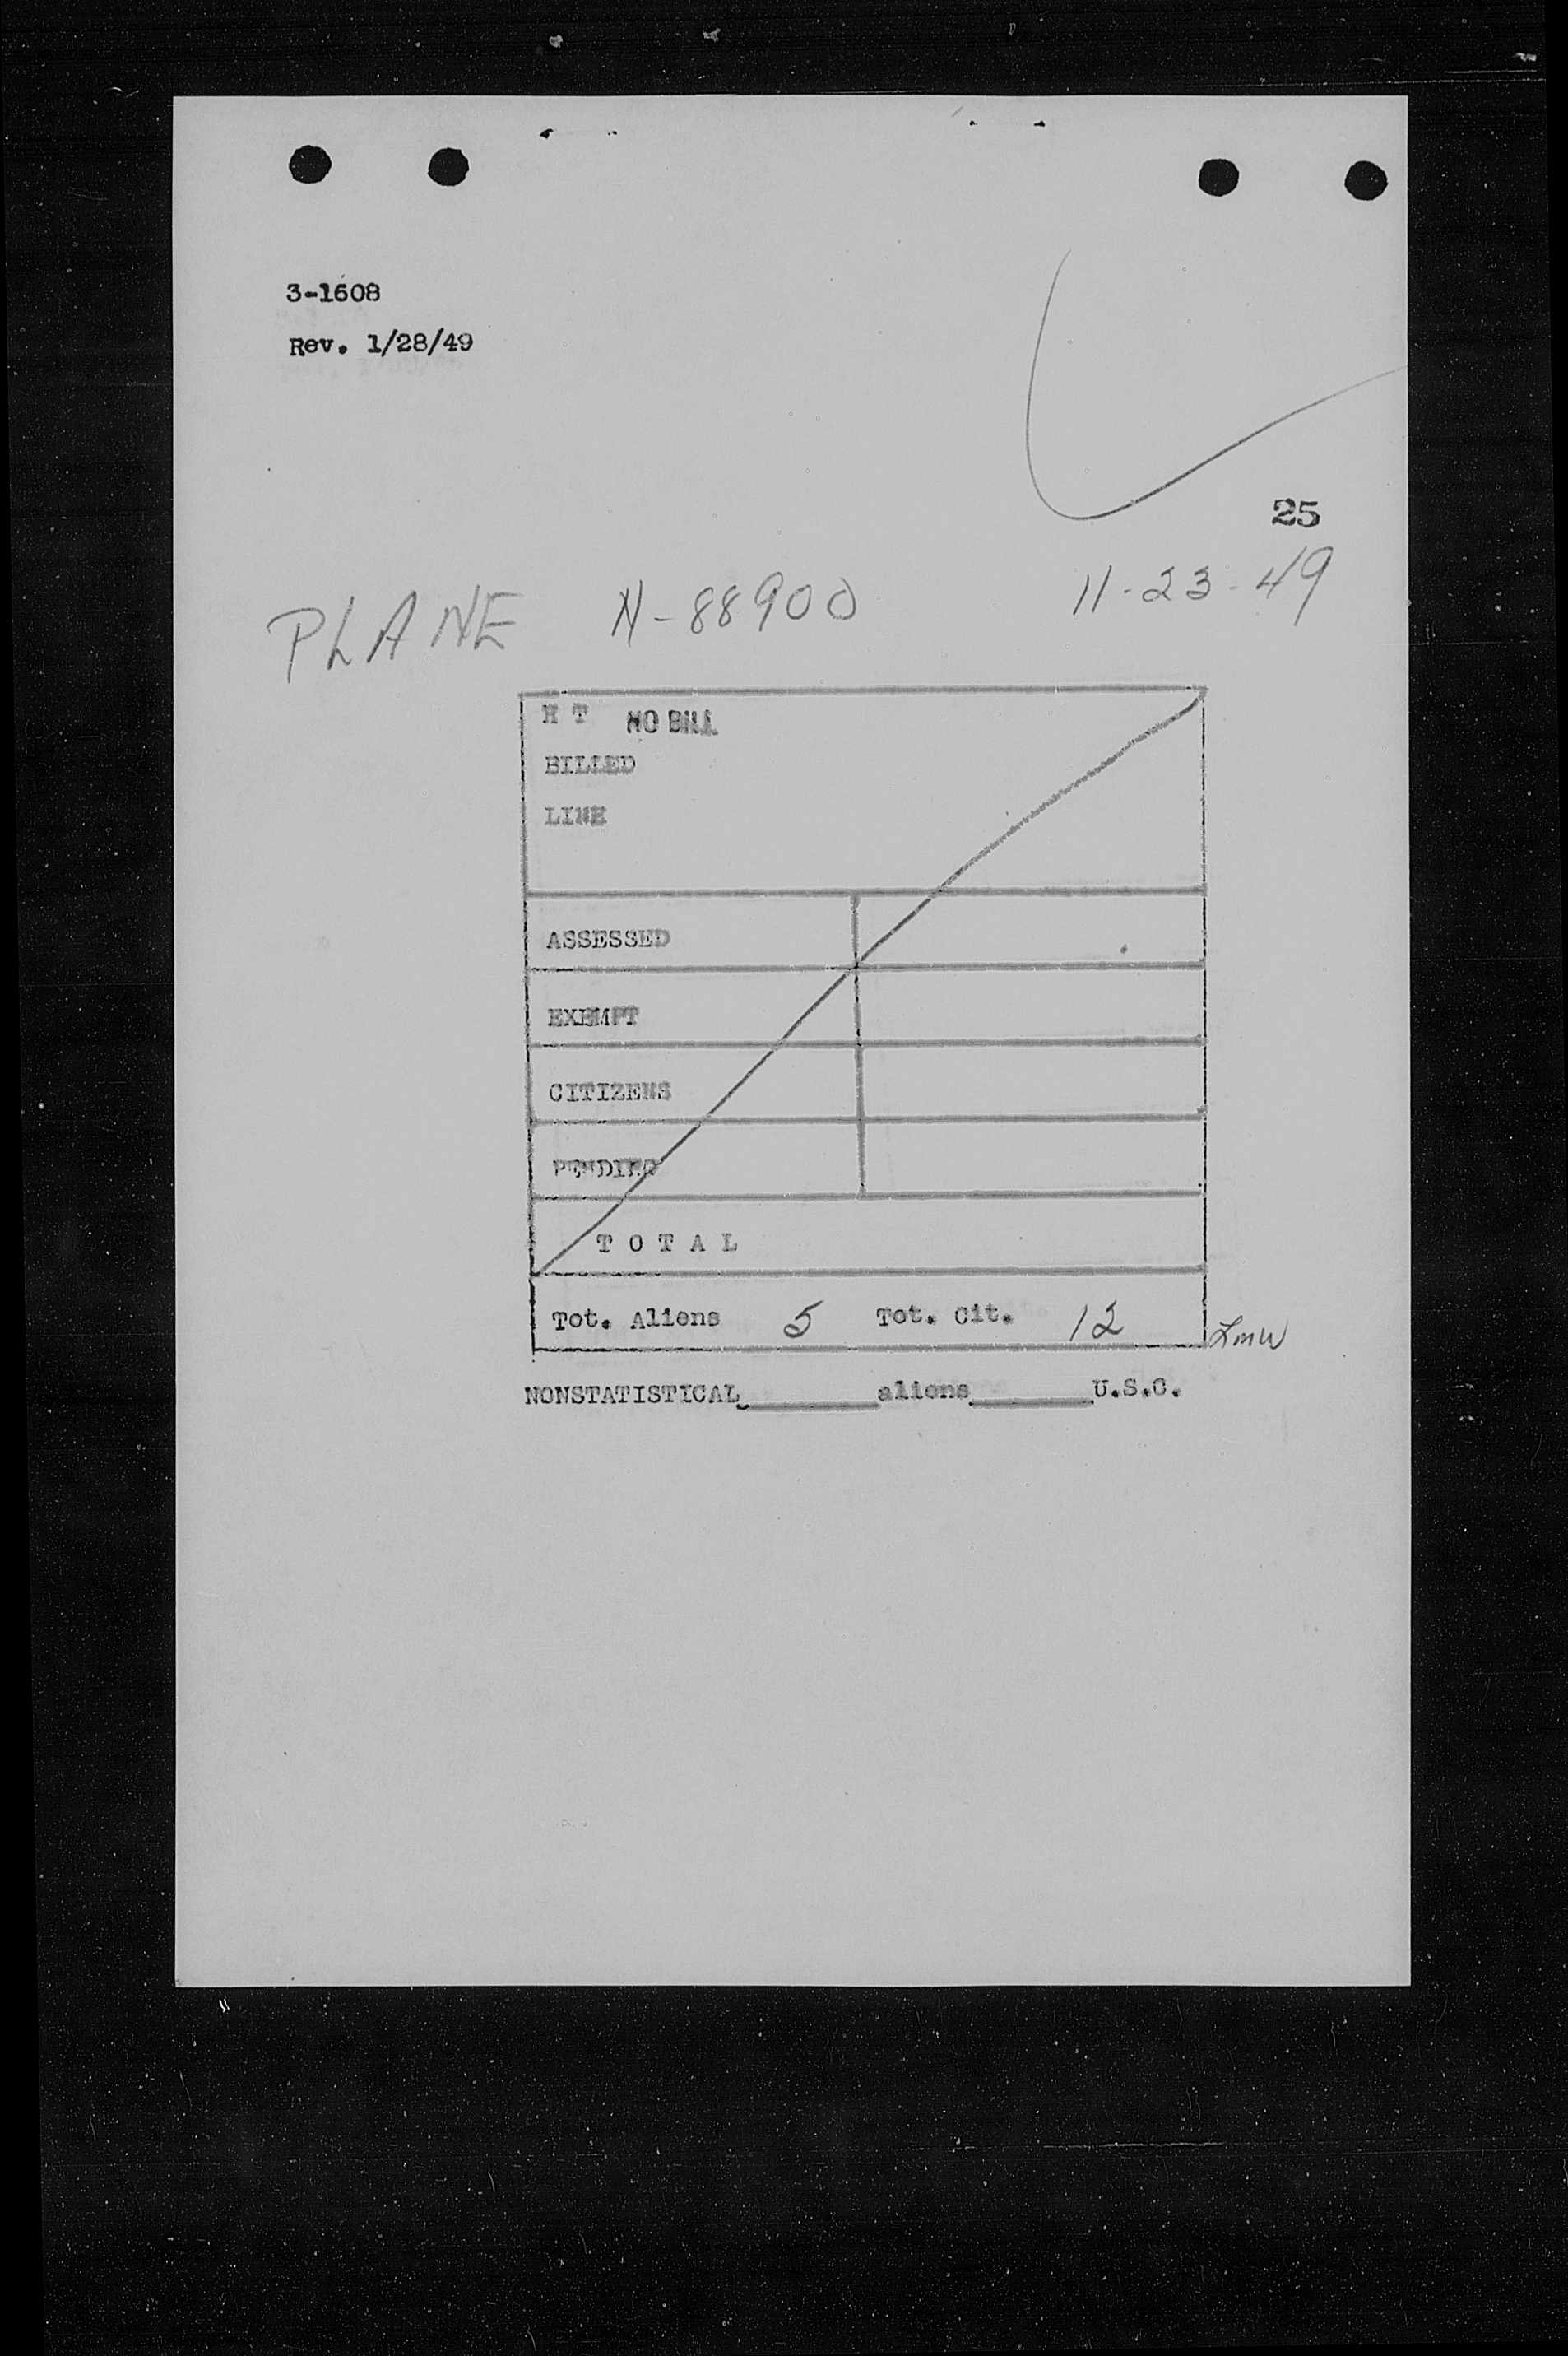 3-1608
Rev. 1/28/49
25
PLANE N-88900 11-23-49
H T NO BILL
BILLED
LINE
ASSESSED
EXEMPT
CITIZENS
PENDING
T O T A L
Tot. Aliens 5 Tot. Cit. 12 Lmw
NONSTATISTICAL aliens U.S.C.